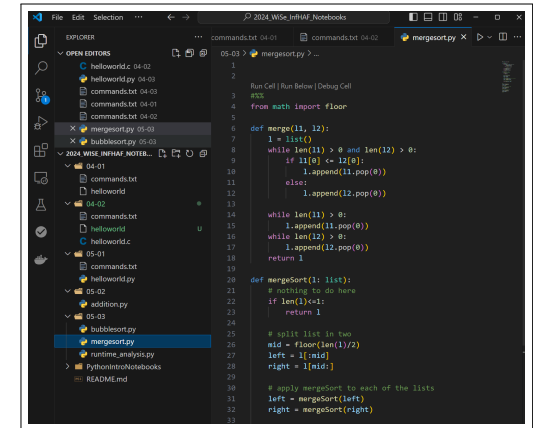 File Edit Selection ··· ← → 2024_WiSe_InfHAF_Notebooks
EXPLORER ···
OPEN EDITORS
helloworld.c 04-02
helloworld.py 04-03
commands.txt 04-03
commands.txt 04-01
commands.txt 04-02
mergesort.py 05-03
bubblesort.py 05-03
2024_WISE_INFHAF_NOTEB...
04-01
commands.txt
helloworld
04-02
commands.txt
helloworld U
helloworld.c
05-01
commands.txt
helloworld.py
05-02
addition.py
05-03
bubblesort.py
mergesort.py
runtime_analysis.py
PythonIntroNotebooks
README.md
commands.txt 04-01 commands.txt 04-02 mergesort.py ×
05-03 > mergesort.py > ...
1
2
Run Cell | Run Below | Debug Cell
3 #%%
4 from math import floor
5
6 def merge(l1, l2):
7 l = list()
8 while len(l1) > 0 and len(l2) > 0:
9 if l1[0] <= l2[0]:
10 l.append(l1.pop(0))
11 else:
12 l.append(l2.pop(0))
13
14 while len(l1) > 0:
15 l.append(l1.pop(0))
16 while len(l2) > 0:
17 l.append(l2.pop(0))
18 return l
19
20 def mergeSort(l: list):
21 # nothing to do here
22 if len(l)<=1:
23 return l
24
25 # split list in two
26 mid = floor(len(l)/2)
27 left = l[:mid]
28 right = l[mid:]
29
30 # apply mergeSort to each of the lists
31 left = mergeSort(left)
32 right = mergeSort(right)
33